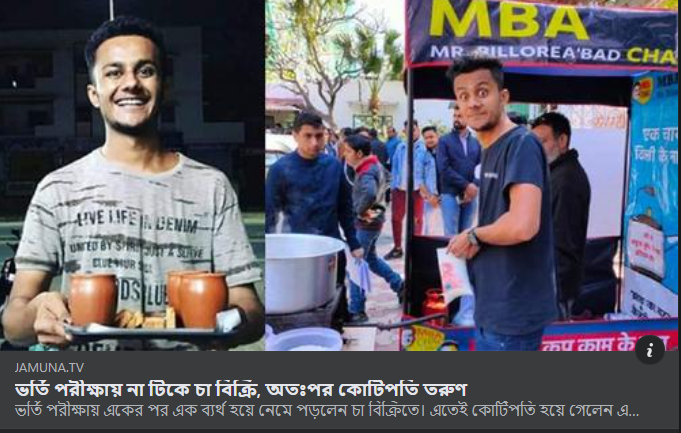 MBA
MR. BILLOREA'BAD CHA
LIVE LIFE IN DENIM
एक चाय
JAMUNA.TV
ভর্তি পরীক্ষায় না টিকে চা বিক্রি, অতঃপর কোটিপতি তরুণ
ভর্তি পরীক্ষায় একের পর এক ব্যর্থ হয়ে নেমে পড়লেন চা বিক্রিতে। এতেই কোটিপতি হয়ে গেলেন এ...